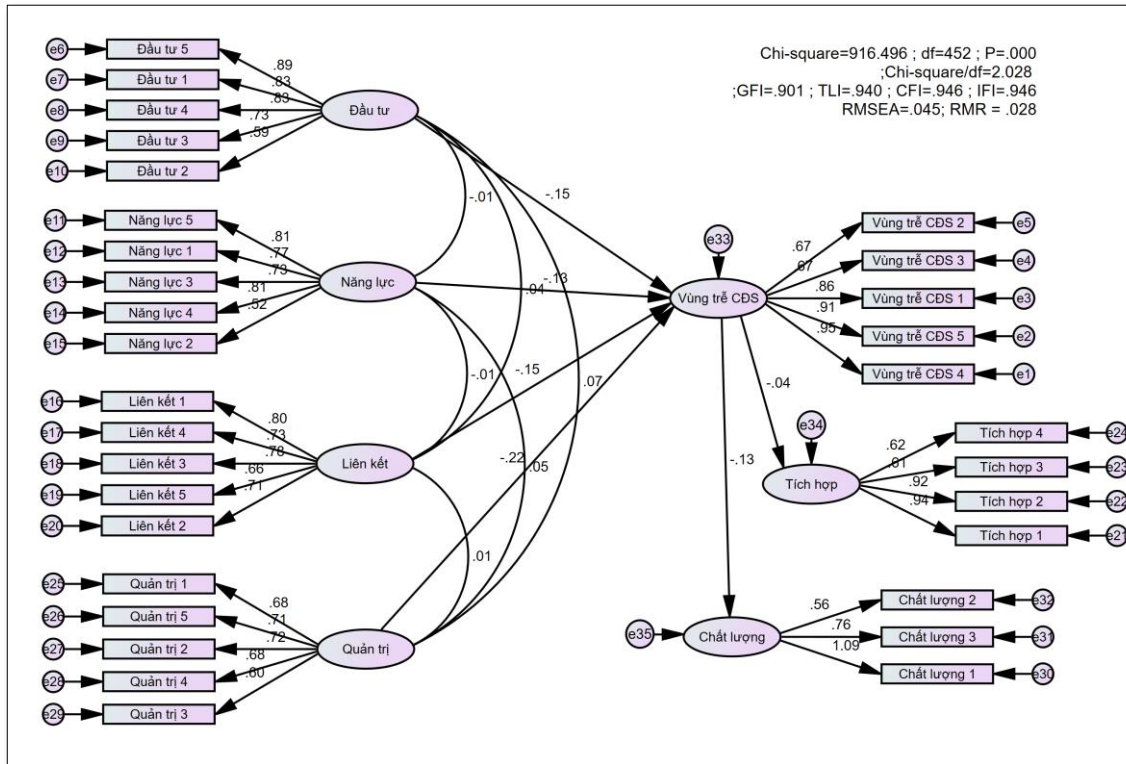 Chi-square=916.496 ; df=452 ; P=.000
;Chi-square/df=2.028
;GFI=.901 ; TLI=.940 ; CFI=.946 ; IFI=.946
RMSEA=.045; RMR = .028
e6
Đầu tư 5
e7
Đầu tư 1
e8
Đầu tư 4
e9
Đầu tư 3
e10
Đầu tư 2
.89
.83
.83
.73
.59
Đầu tư
e11
Năng lực 5
e12
Năng lực 1
e13
Năng lực 3
e14
Năng lực 4
e15
Năng lực 2
.81
.77
.73
.81
.52
Năng lực
e16
Liên kết 1
e17
Liên kết 4
e18
Liên kết 3
e19
Liên kết 5
e20
Liên kết 2
.80
.73
.78
.66
.71
Liên kết
e25
Quản trị 1
e26
Quản trị 5
e27
Quản trị 2
e28
Quản trị 4
e29
Quản trị 3
.68
.71
.72
.68
.60
Quản trị
-.01
-.15
-.13
.04
-.01
-.15
.07
-.22
.05
.01
e33
Vùng trễ CĐS
.67
.67
.86
.91
.95
Vùng trễ CĐS 2
e5
Vùng trễ CĐS 3
e4
Vùng trễ CĐS 1
e3
Vùng trễ CĐS 5
e2
Vùng trễ CĐS 4
e1
-.04
-.13
e34
Tích hợp
.62
.92
.94
Tích hợp 4
e24
Tích hợp 3
e23
Tích hợp 2
e22
Tích hợp 1
e21
e35
Chất lượng
.56
.76
1.09
Chất lượng 2
e32
Chất lượng 3
e31
Chất lượng 1
e30